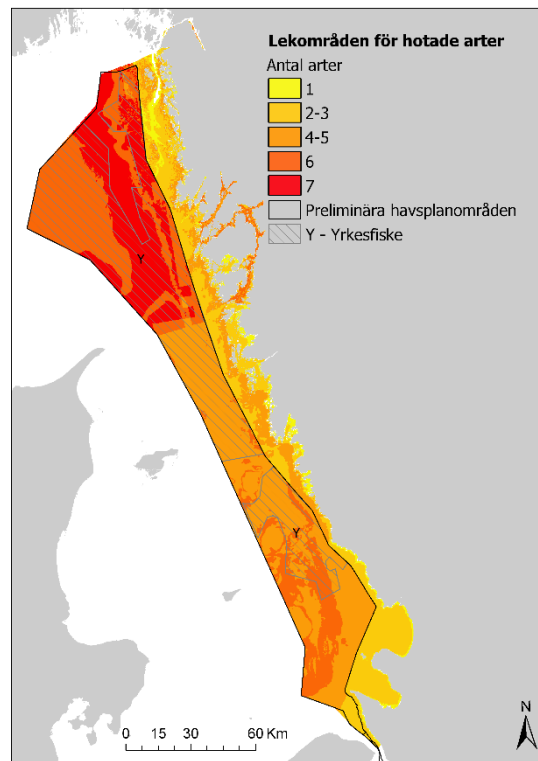 Lekområden för hotade arter
Antal arter
1
2-3
4-5
6
7
Preliminära havsplanområden
Y - Yrkesfiske
Y
Y
N
0 15 30 60 Km